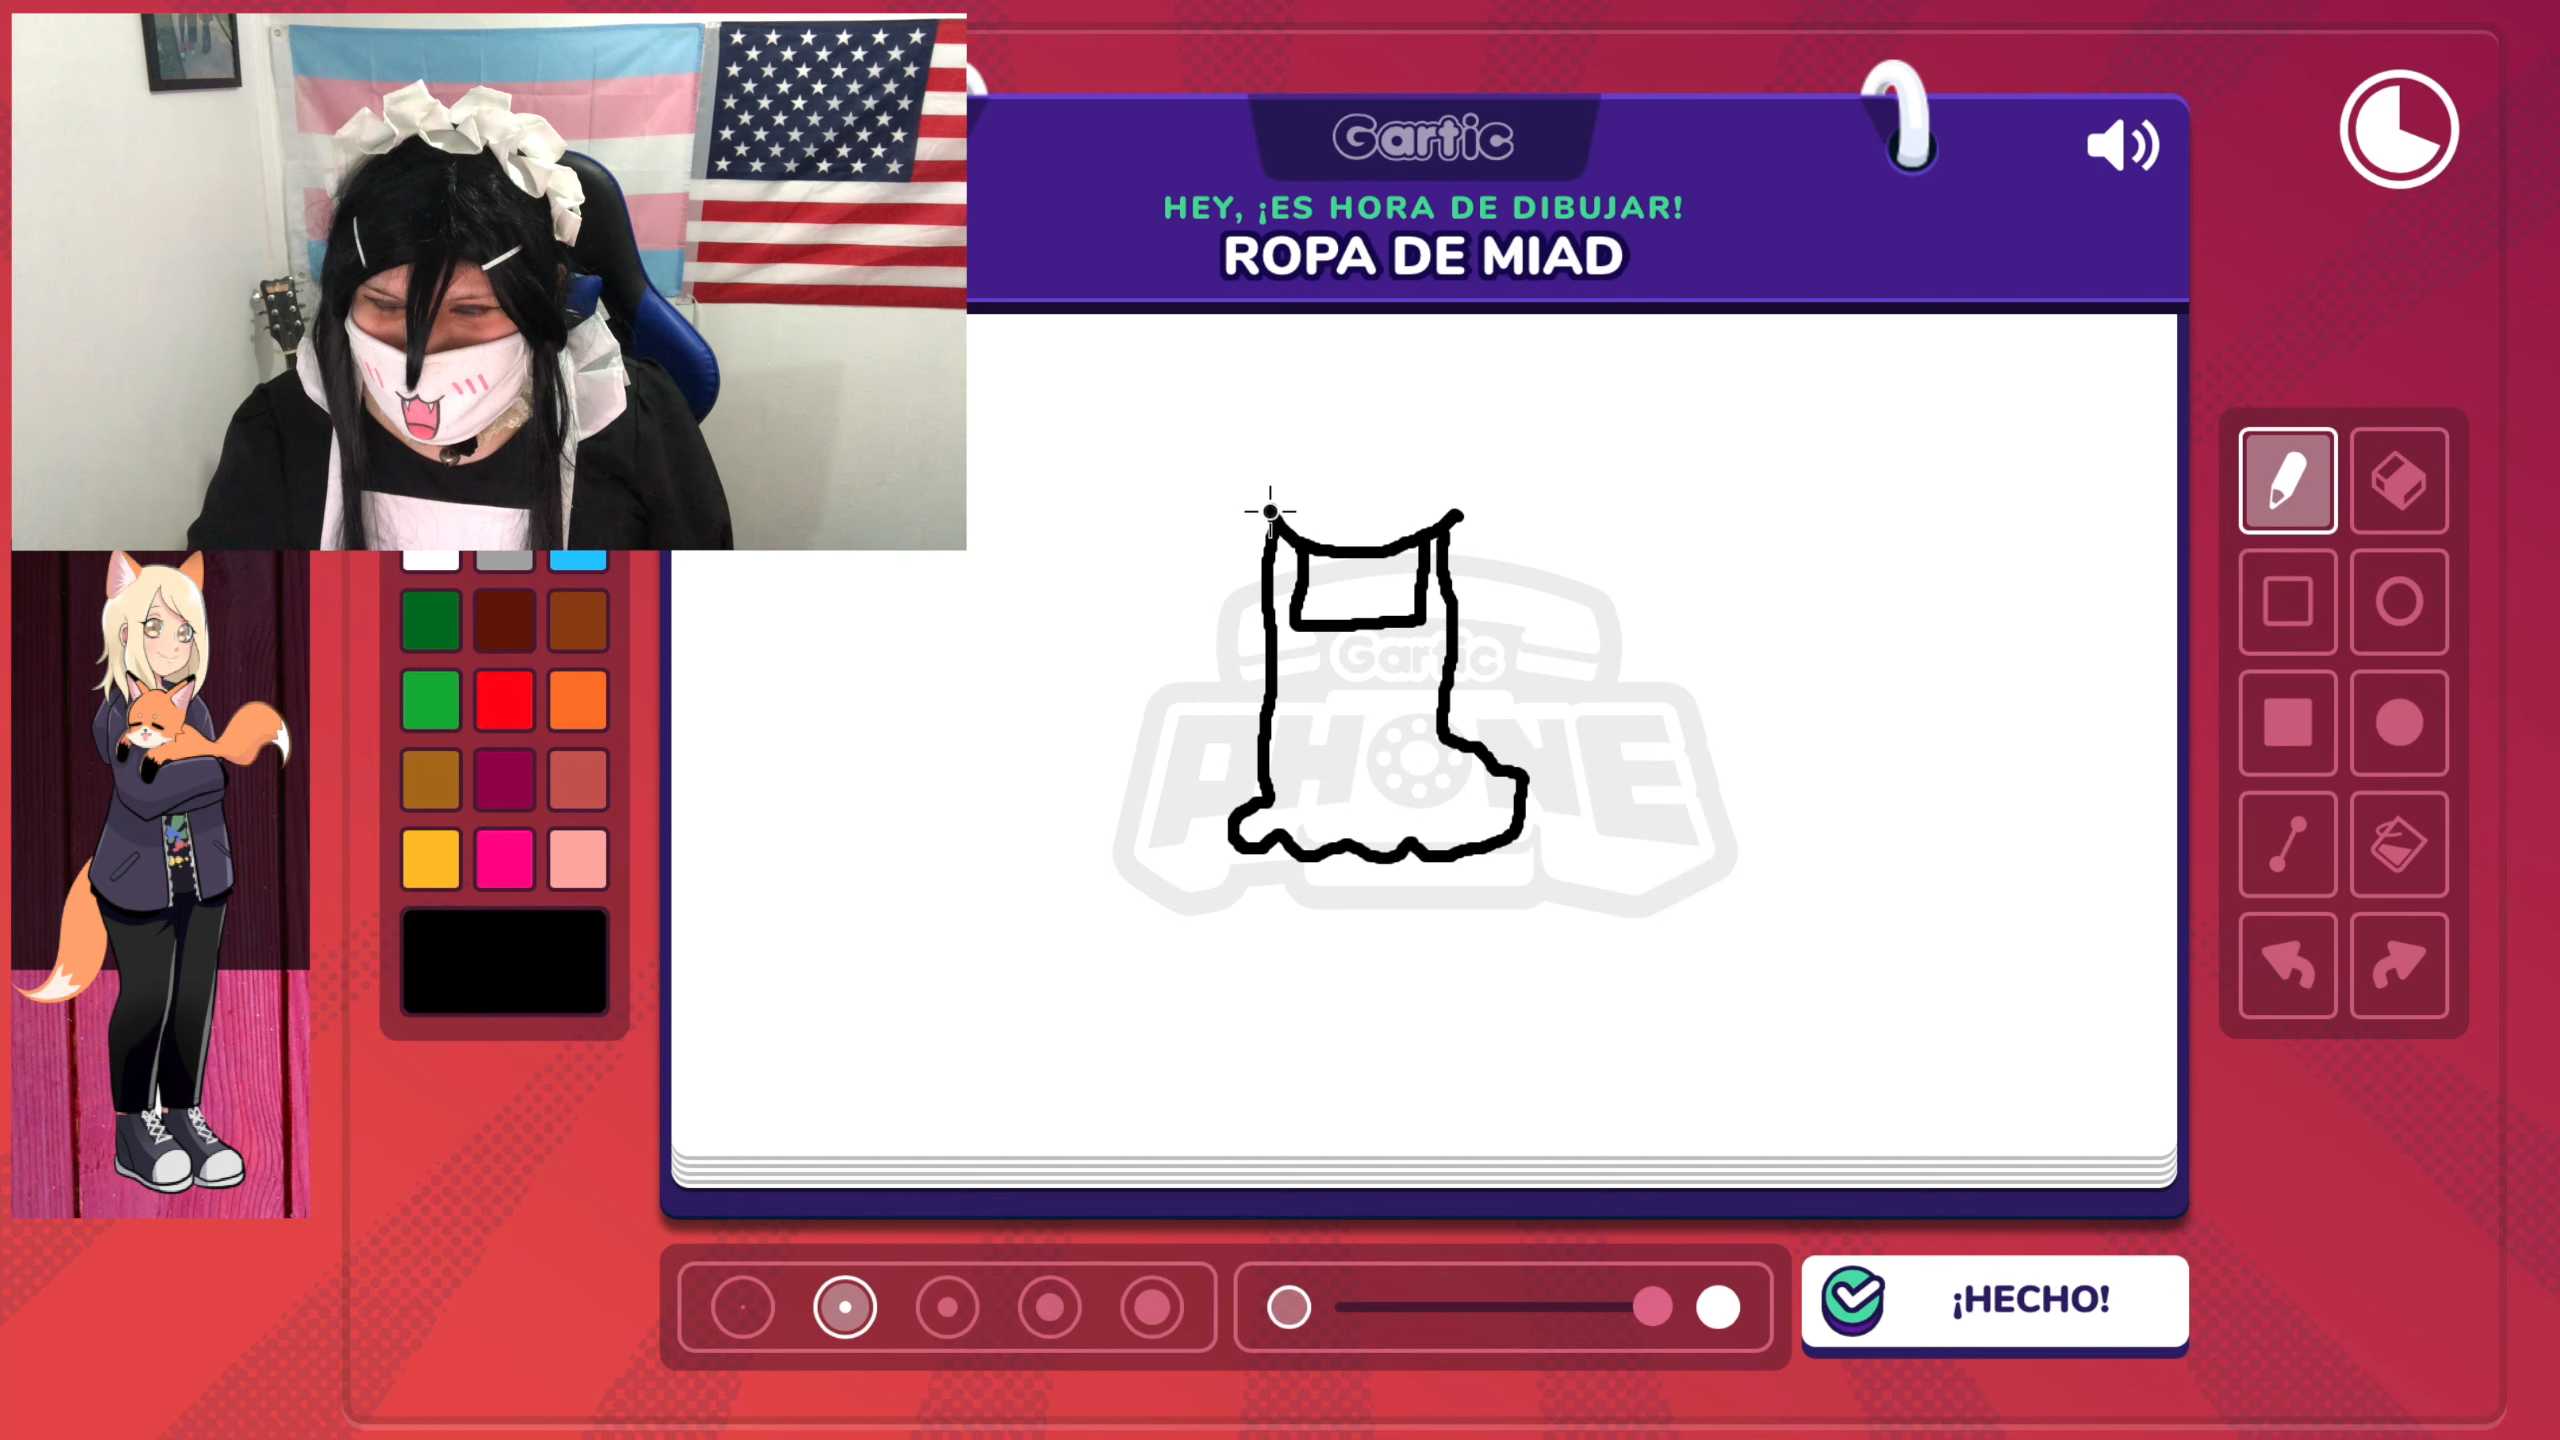 Gartic
HEY, ¡ES HORA DE DIBUJAR!
ROPA DE MIAD
Gartic
PHONE
¡HECHO!